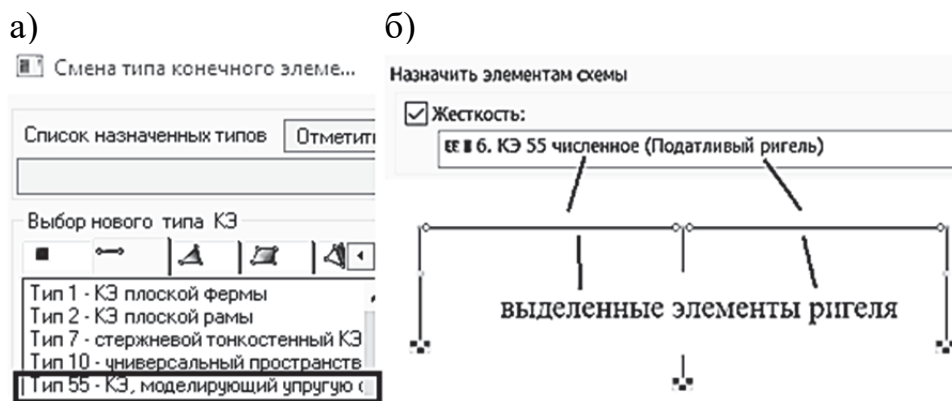 а)
Смена типа конечного элеме...
Список назначенных типов Отметить
Выбор нового типа КЭ
Тип 1 - КЭ плоской фермы
Тип 2 - КЭ плоской рамы
Тип 7 - стержневой тонкостенный КЭ
Тип 10 - универсальный пространств
Тип 55 - КЭ, моделирующий упругую с
б)
Назначить элементам схемы
Жесткость:
6. КЭ 55 численное (Податливый ригель)
выделенные элементы ригеля